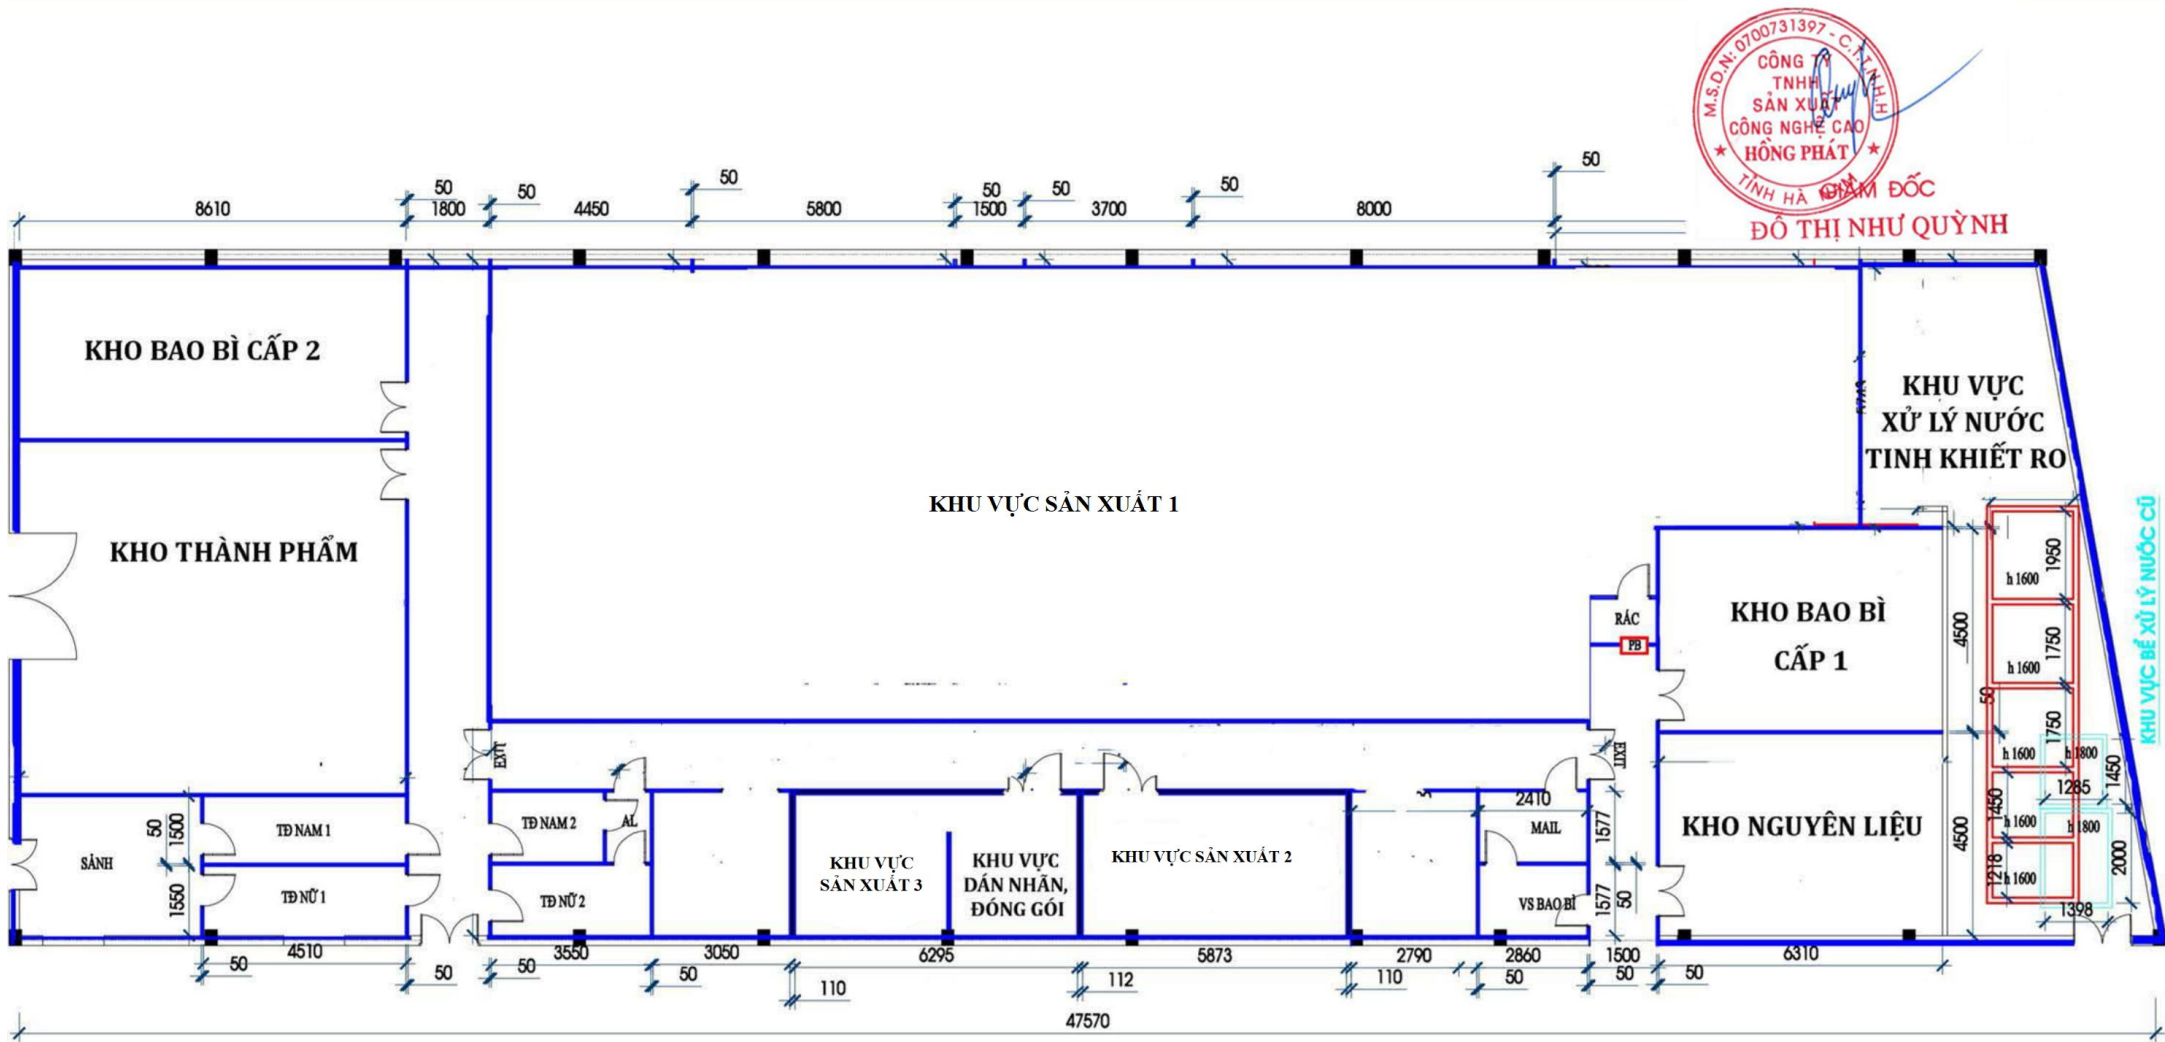 M.S.D.N: 0700731397 - C.T.T.N.H.H
CÔNG TY
TNHH
SẢN XUẤT
CÔNG NGHỆ CAO
HỒNG PHÁT
TỈNH HÀ NAM
GIÁM ĐỐC
ĐỖ THỊ NHƯ QUỲNH
50
50
50
50
50
50
50
8610
1800
4450
5800
1500
3700
8000
KHO BAO BÌ CẤP 2
KHU VỰC
XỬ LÝ NƯỚC
TINH KHIẾT RO
KHU VỰC SẢN XUẤT 1
KHO THÀNH PHẨM
KHU VỰC BỂ XỬ LÝ NƯỚC CŨ
1950
h 1600
RÁC
PB
KHO BAO BÌ
CẤP 1
4500
1750
h 1600
50
EXIT
EXIT
1750
h 1600
h 1800
1285
1450
2410
TĐ NAM 1
TĐ NAM 2
AL
MAIL
1577
50
1500
SẢNH
KHU VỰC
SẢN XUẤT 3
KHU VỰC
DÁN NHÃN,
ĐÓNG GÓI
KHU VỰC SẢN XUẤT 2
KHO NGUYÊN LIỆU
4500
1450
h 1600
h 1800
2000
1218
h 1600
1398
TĐ NỮ 1
1550
TĐ NỮ 2
VS BAO BÌ
1577
50
4510
3550
3050
6295
5873
2790
2860
1500
6310
50
50
50
50
110
112
110
50
50
50
47570